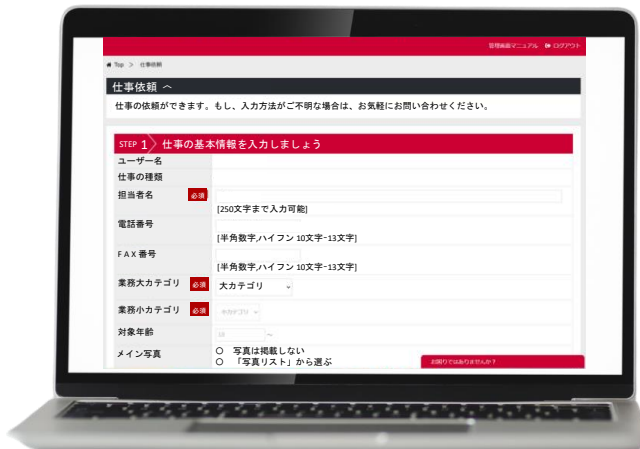 管理画面マニュアル ログアウト
Top > 仕事依頼
仕事依頼 へ
仕事の依頼ができます。もし、入力方法がご不明な場合は、お気軽にお問い合わせください。
STEP 1 仕事の基本情報を入力しましょう
ユーザー名
仕事の種類
担当者名 必須
[250文字まで入力可能]
電話番号
[半角数字,ハイフン 10文字-13文字]
FAX番号
[半角数字,ハイフン 10文字-13文字]
業務大カテゴリ 必須 大カテゴリ
業務小カテゴリ 必須 小カテゴリ
対象年齢 18 〜
メイン写真 〇 写真は掲載しない
〇 「写真リスト」から選ぶ
お困りではありませんか?